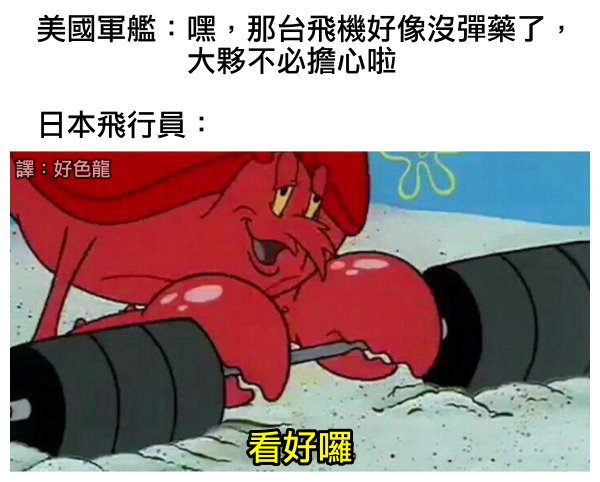 美國軍艦：嘿，那台飛機好像沒彈藥了，
大夥不必擔心啦
日本飛行員：
譯：好色龍
看好囉